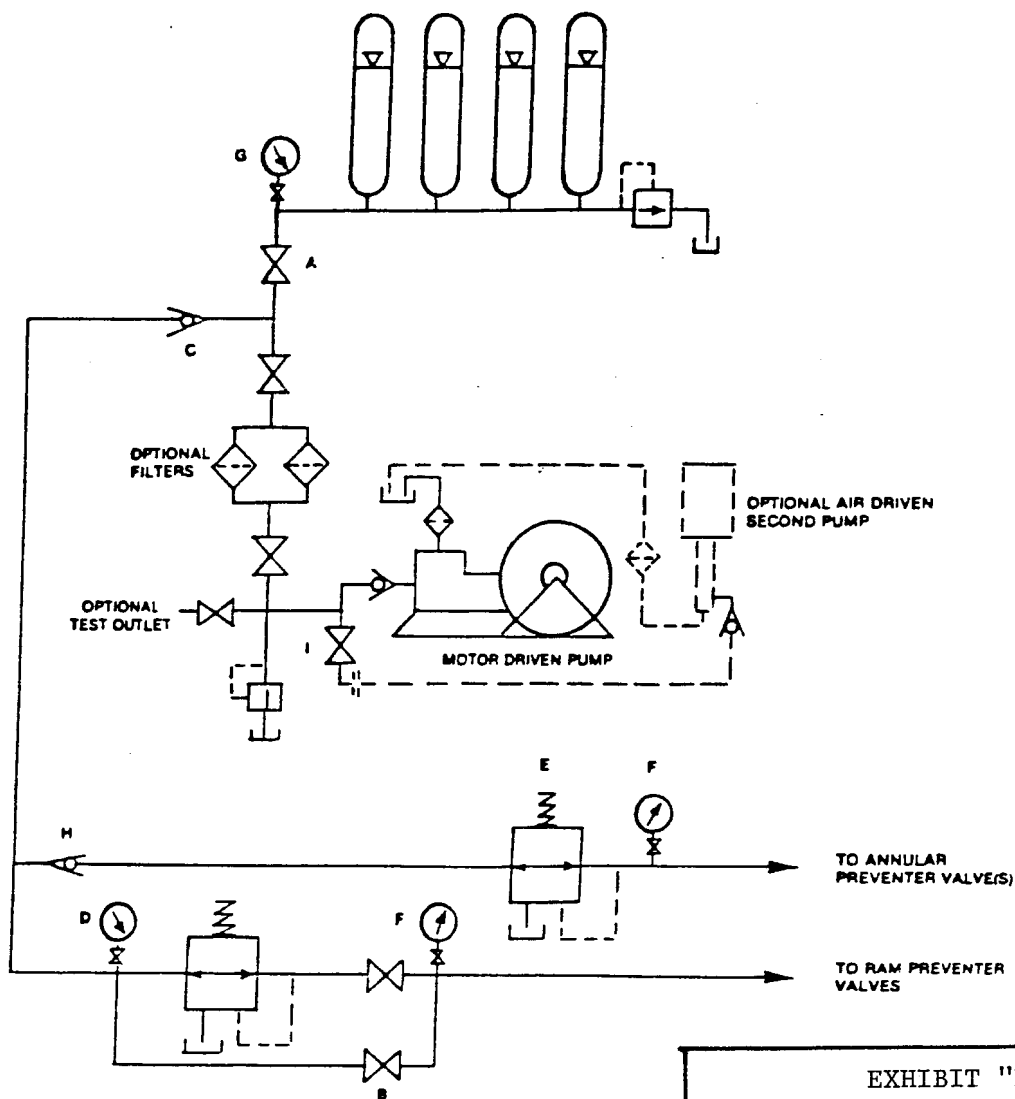 G
A
C
OPTIONAL
FILTERS
OPTIONAL AIR DRIVEN
SECOND PUMP
OPTIONAL
TEST OUTLET
I
MOTOR DRIVEN PUMP
E
F
H
TO ANNULAR
PREVENTER VALVE(S)
D
F
TO RAM PREVENTER
VALVES
B
EXHIBIT "